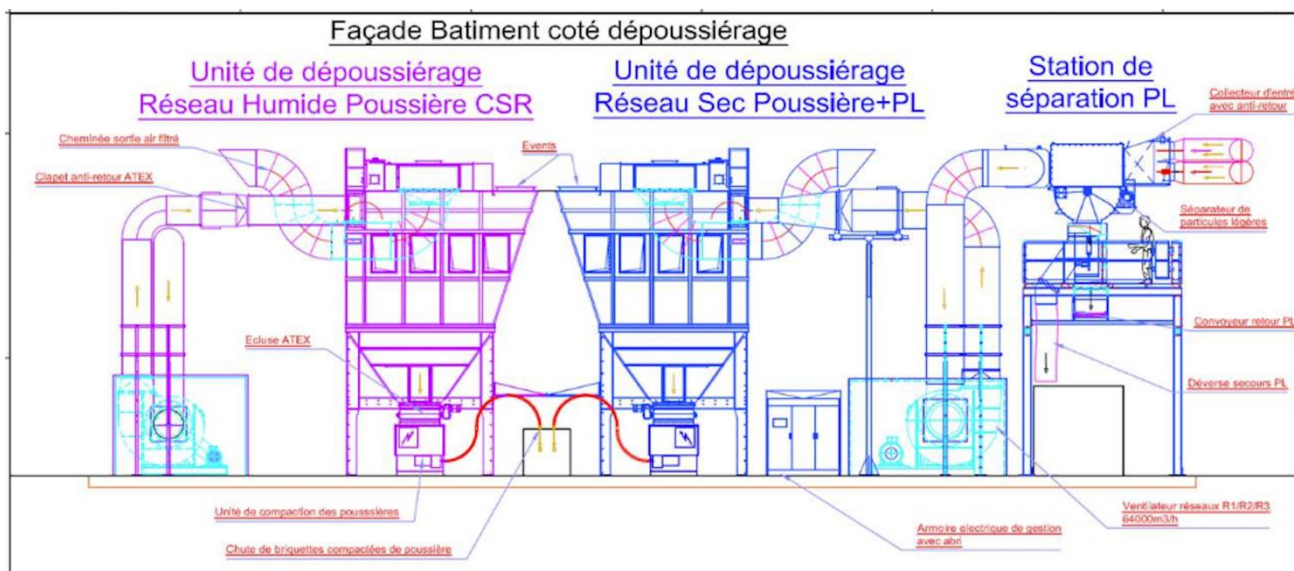 Façade Batiment coté dépoussiérage
Unité de dépoussiérage
Réseau Humide Poussière CSR
Unité de dépoussiérage
Réseau Sec Poussière+PL
Station de
séparation PL
Collecteur d'entré
avec anti-retour
Cheminée sortie air filtré
Events
Clapet anti-retour ATEX
Séparateur de
particules légères
Convoyeur retour PL
Ecluse ATEX
Déverse secours PL
Unité de compaction des pousssières
Chute de briquettes compactées de poussière
Armoire electrique de gestion
avec abri
Ventilateur réseaux R1/R2/R3
64000m3/h